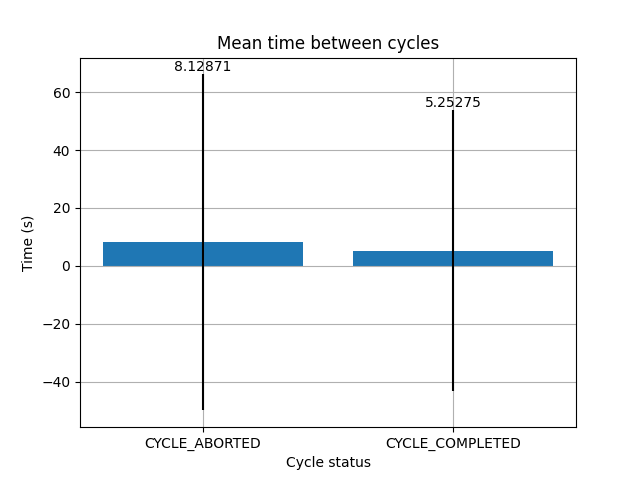 Mean time between cycles
8.12871
5.25275
60
40
20
0
−20
−40
Time (s)
CYCLE_ABORTED
CYCLE_COMPLETED
Cycle status